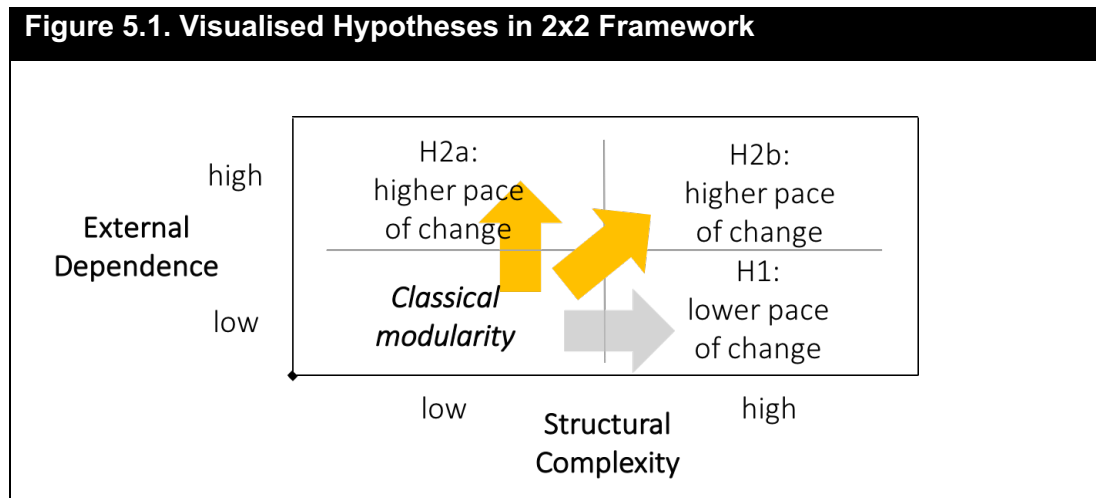 Figure 5.1. Visualised Hypotheses in 2x2 Framework
High
External
Dependence
low
H2a:
higher pace
of change
H2b:
higher pace
of change
Classical
modularity
H1:
lower pace
of change
low
high
Structural
Complexity